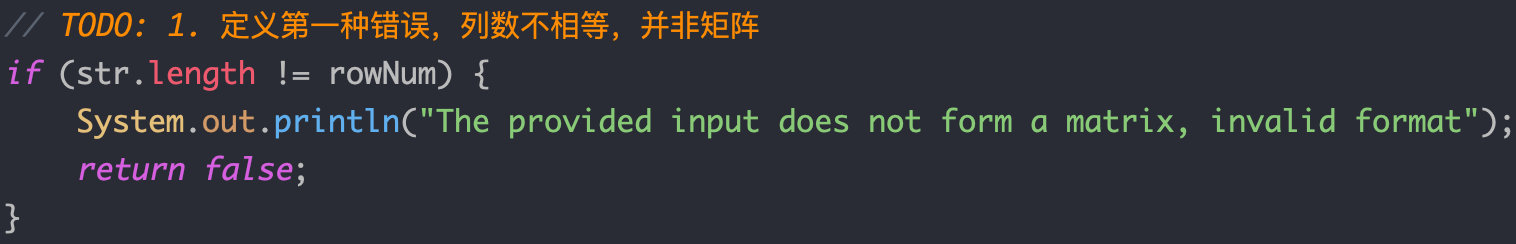 // TODO: 1. 定义第一种错误，列数不相等，并非矩阵
if (str.length != rowNum) {
    System.out.println("The provided input does not form a matrix, invalid format");
    return false;
}